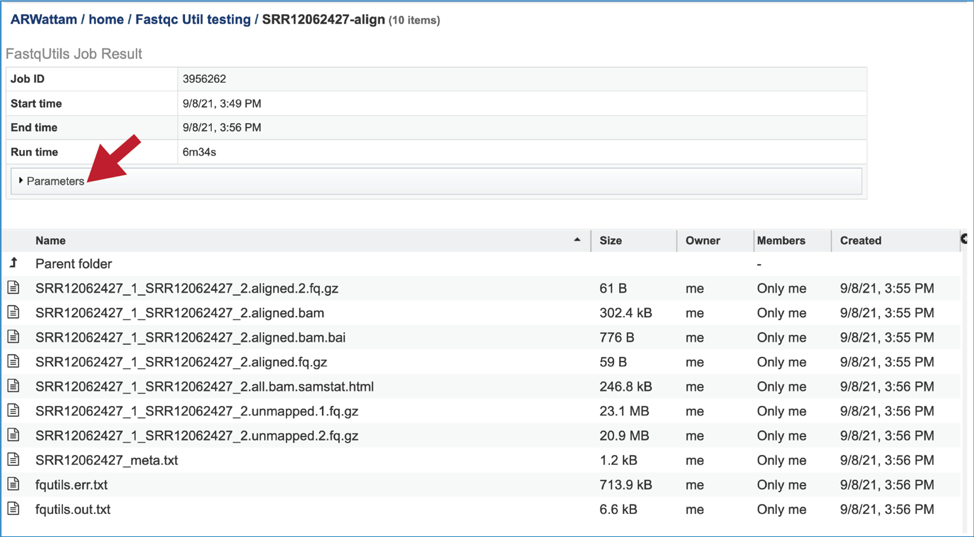 ARWattam / home / Fastqc Util testing / SRR12062427-align (10 items)
FastqUtils Job Result
Job ID 3956262
Start time 9/8/21, 3:49 PM
End time 9/8/21, 3:56 PM
Run time 6m34s
Parameters
Name Size Owner Members Created
Parent folder -
SRR12062427_1_SRR12062427_2.aligned.2.fq.gz 61 B me Only me 9/8/21, 3:55 PM
SRR12062427_1_SRR12062427_2.aligned.bam 302.4 kB me Only me 9/8/21, 3:55 PM
SRR12062427_1_SRR12062427_2.aligned.bam.bai 776 B me Only me 9/8/21, 3:55 PM
SRR12062427_1_SRR12062427_2.aligned.fq.gz 59 B me Only me 9/8/21, 3:55 PM
SRR12062427_1_SRR12062427_2.all.bam.samstat.html 246.8 kB me Only me 9/8/21, 3:56 PM
SRR12062427_1_SRR12062427_2.unmapped.1.fq.gz 23.1 MB me Only me 9/8/21, 3:56 PM
SRR12062427_1_SRR12062427_2.unmapped.2.fq.gz 20.9 MB me Only me 9/8/21, 3:56 PM
SRR12062427_meta.txt 1.2 kB me Only me 9/8/21, 3:56 PM
fqutils.err.txt 713.9 kB me Only me 9/8/21, 3:56 PM
fqutils.out.txt 6.6 kB me Only me 9/8/21, 3:56 PM